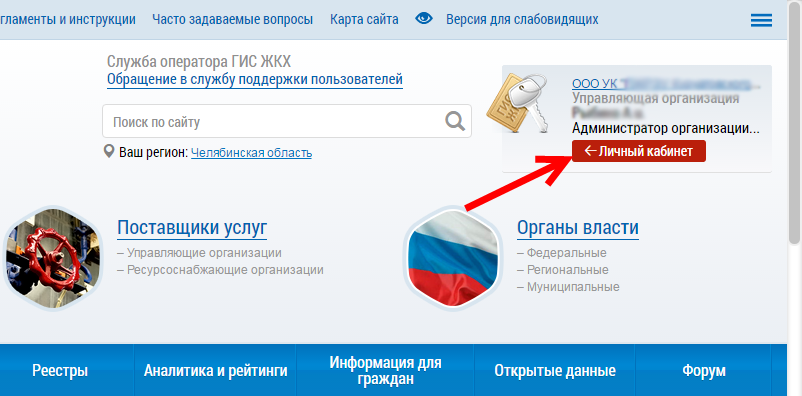 гламенты и инструкции Часто задаваемые вопросы Карта сайта Версия для слабовидящих
Служба оператора ГИС ЖКХ
Обращение в службу поддержки пользователей
Поиск по сайту
Ваш регион: Челябинская область
ГИС
ЖК
ООО УК "
Управляющая организация
Администратор организации...
Личный кабинет
Поставщики услуг
– Управляющие организации
– Ресурсоснабжающие организации
Органы власти
– Федеральные
– Региональные
– Муниципальные
Реестры
Аналитика и рейтинги
Информация для
граждан
Открытые данные
Форум